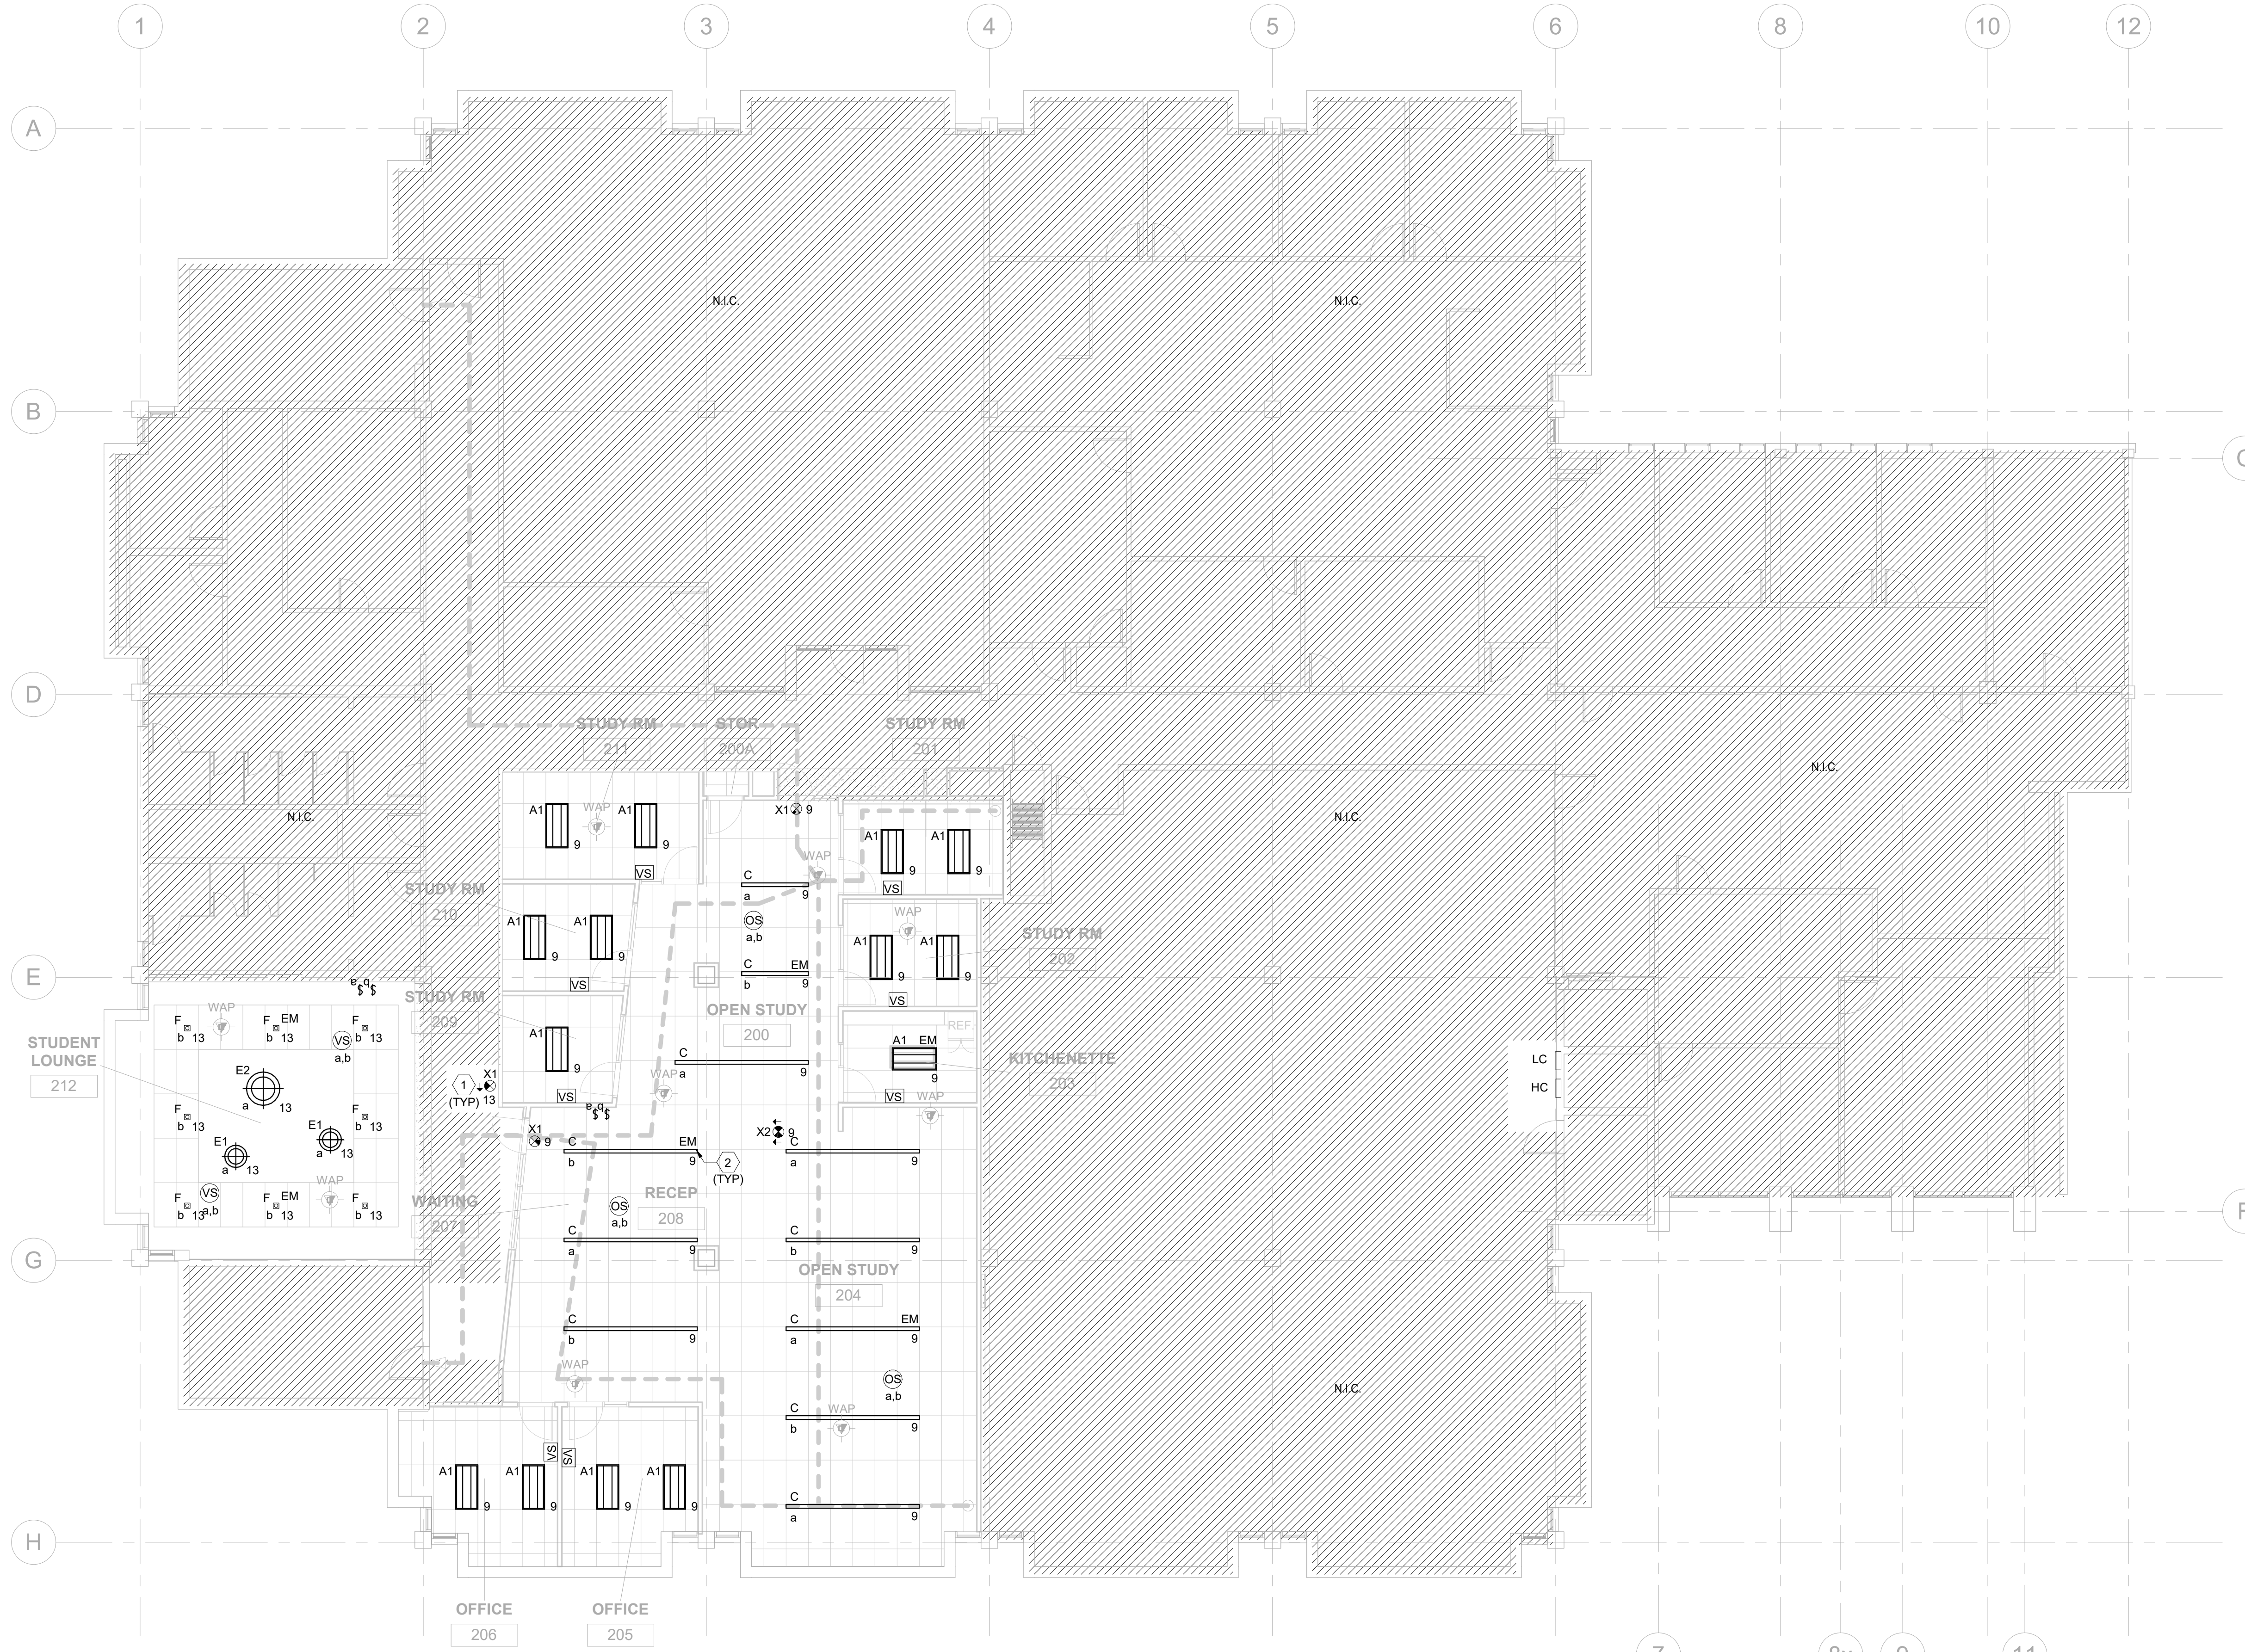 1 2 3 4 5 6 8 10 12
A
N.I.C. N.I.C.
B
D
STUDY RM STOR STUDY RM
211 200A 201
N.I.C.
X1 9
A1 WAP A1
N.I.C. N.I.C.
A1 A1
9 9
WAP
9 9
VS
C
VS
STUDY RM
a 9
210
A1 A1
OS
WAP
a,b
STUDY RM
A1 A1
202
9 9
C EM
E
9 9
b 9
a b $ $
VS
STUDY RM
VS
209
WAP
OPEN STUDY
F F EM F
REF.
b 13 b 13 b 13
A1
200
VS
STUDENT
LOUNGE
212
a,b
A1 EM
C
KITCHENETTE
203
LC
9
a 9
E2
9
WAP
1 X1
(TYP) 13
HC
VS
VS
a 13
a b $ $
WAP
F F
b 13 b 13
E1 E1
X1 9
X2 9
C EM
C
a 13
a 13
b 9
2
(TYP)
a 9
WAP
VS
a,b
WAITING
207
RECEP
208
F F EM F
b 13 b 13 b 13
OS
a,b
C
C
a 9
b 9
G
OPEN STUDY
204
C
C EM
b 9
a 9
WAP
OS
a,b
N.I.C.
C
WAP
b 9
VS VS
A1 A1 A1 A1
9 9 9 9
C
a 9
H
OFFICE OFFICE
206 205